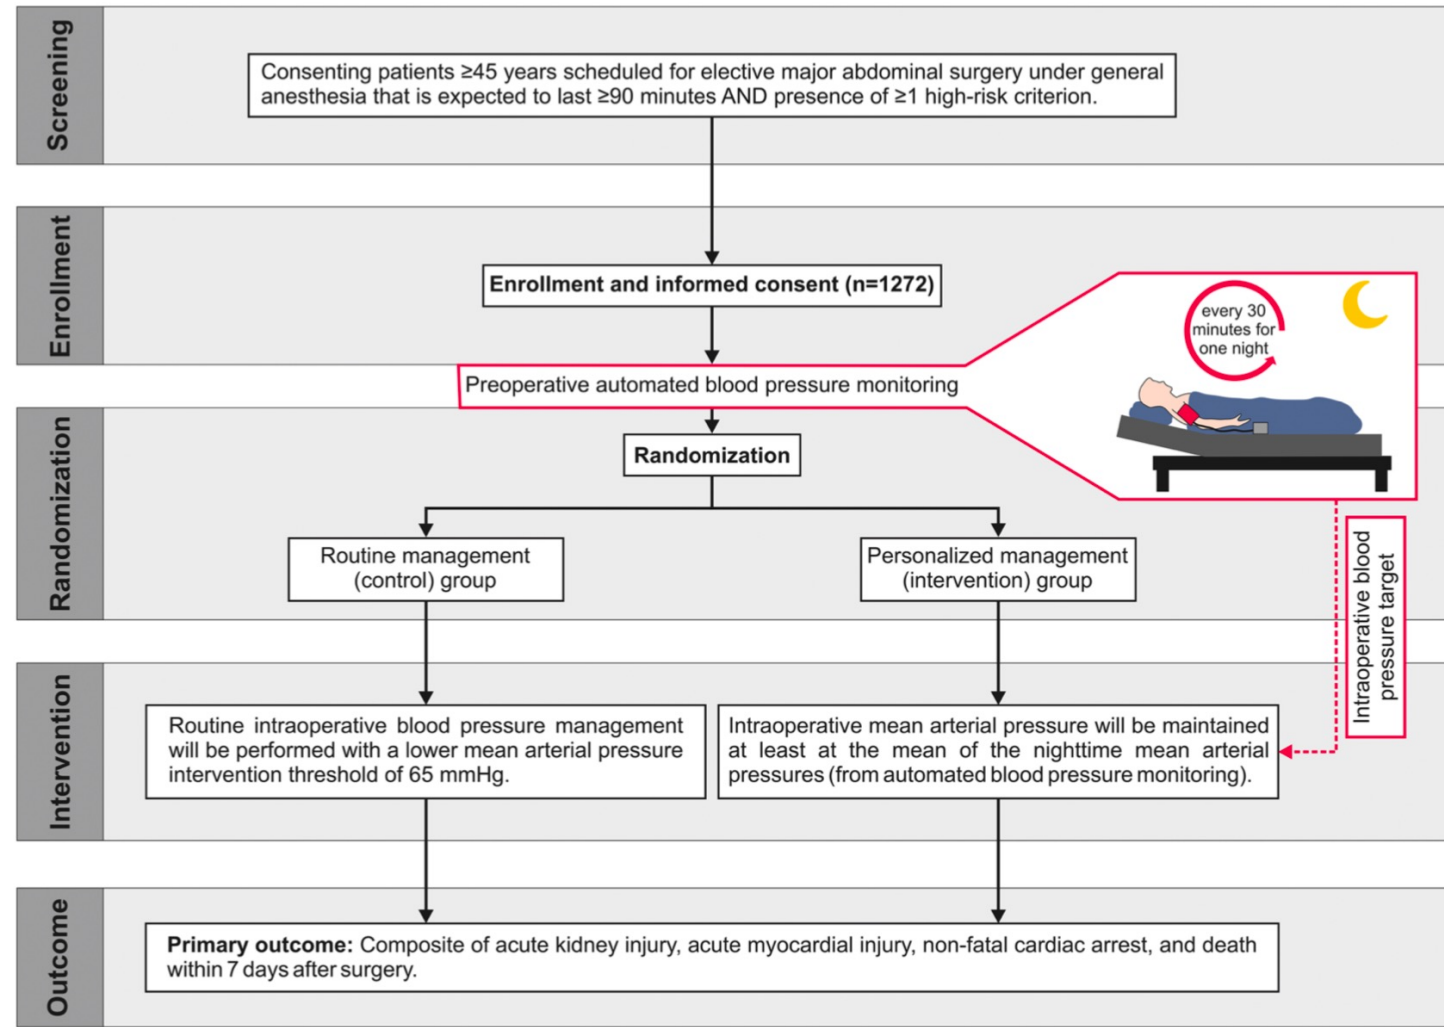 Screening
Consenting patients ≥45 years scheduled for elective major abdominal surgery under general
anesthesia that is expected to last ≥90 minutes AND presence of ≥1 high-risk criterion.
Enrollment
Enrollment and informed consent (n=1272)
every 30
minutes for
one night
Preoperative automated blood pressure monitoring
Randomization
Randomization
Routine management
(control) group
Personalized management
(intervention) group
Intraoperative blood
pressure target
Intervention
Routine intraoperative blood pressure management
will be performed with a lower mean arterial pressure
intervention threshold of 65 mmHg.
Intraoperative mean arterial pressure will be maintained
at least at the mean of the nighttime mean arterial
pressures (from automated blood pressure monitoring).
Outcome
Primary outcome: Composite of acute kidney injury, acute myocardial injury, non-fatal cardiac arrest, and death
within 7 days after surgery.